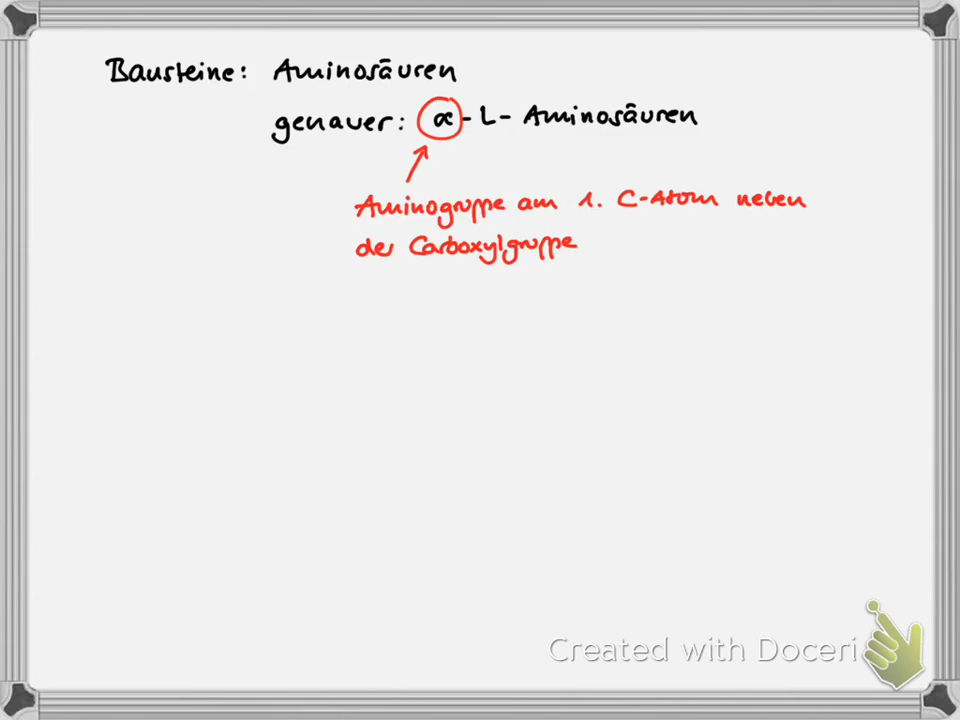 Bausteine: Aminosäuren
genauer: α-L-Aminosäuren
Aminogruppe am 1. C-Atom neben
der Carboxylgruppe
Created with Doceri